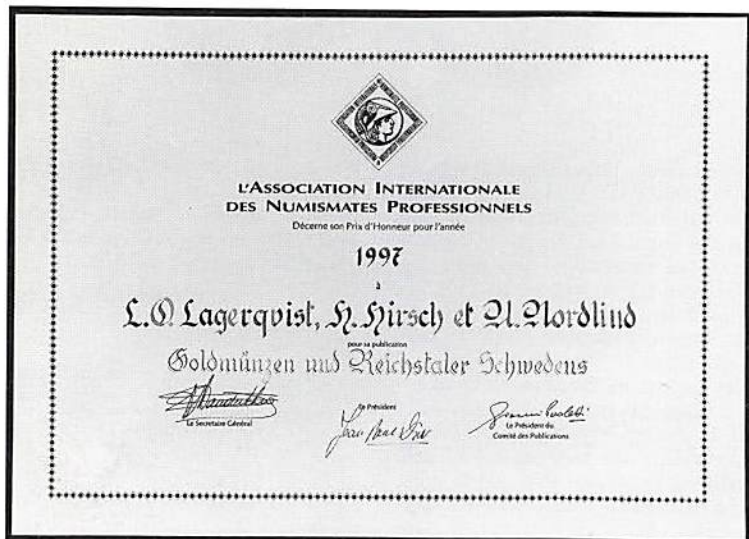 L'ASSOCIATION INTERNATIONALE
DES NUMISMATES PROFESSIONNELS
Décerne son Prix d'Honneur pour l'année
1997
à
L.O. Lagerqvist, H. Hirsch et U. Nordlind
pour sa publication
Goldmünzen und Reichstaler Schwedens
Le Secrétaire Général
Le Président
Le Président du
Comité des Publications